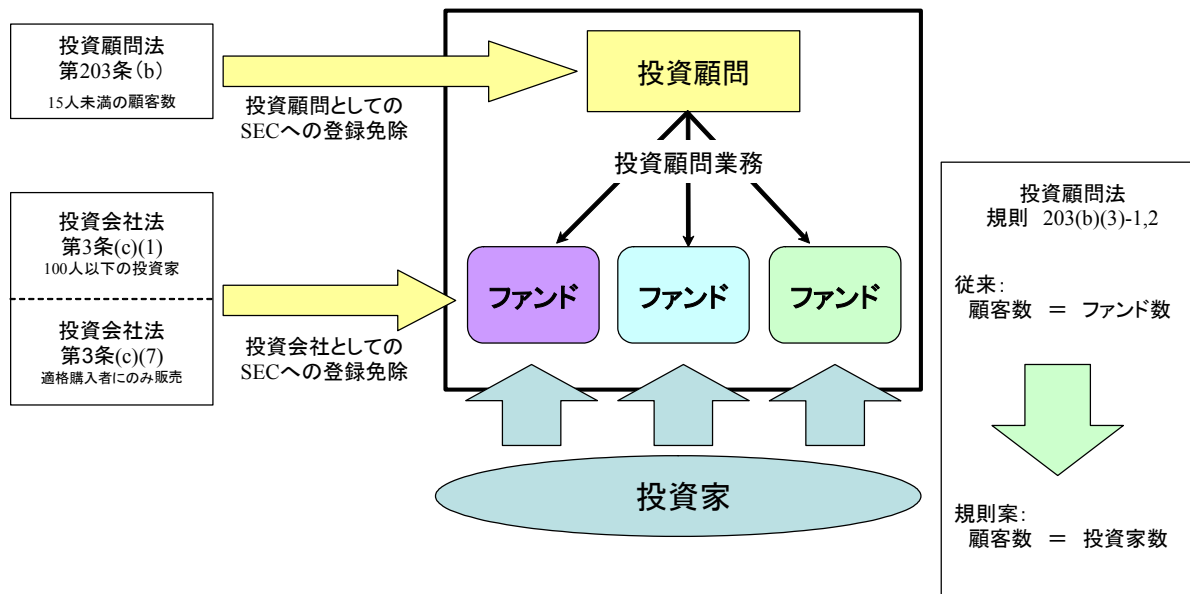 投資顧問法
第203条(b)
15人未満の顧客数
投資顧問としての
SECへの登録免除
投資会社法
第3条(c)(1)
100人以下の投資家
投資会社法
第3条(c)(7)
適格購入者にのみ販売
投資会社としての
SECへの登録免除
投資顧問
投資顧問業務
ファンド
ファンド
ファンド
投資家
投資顧問法
規則 203(b)(3)-1,2
従来：
顧客数 ＝ ファンド数
規則案：
顧客数 ＝ 投資家数